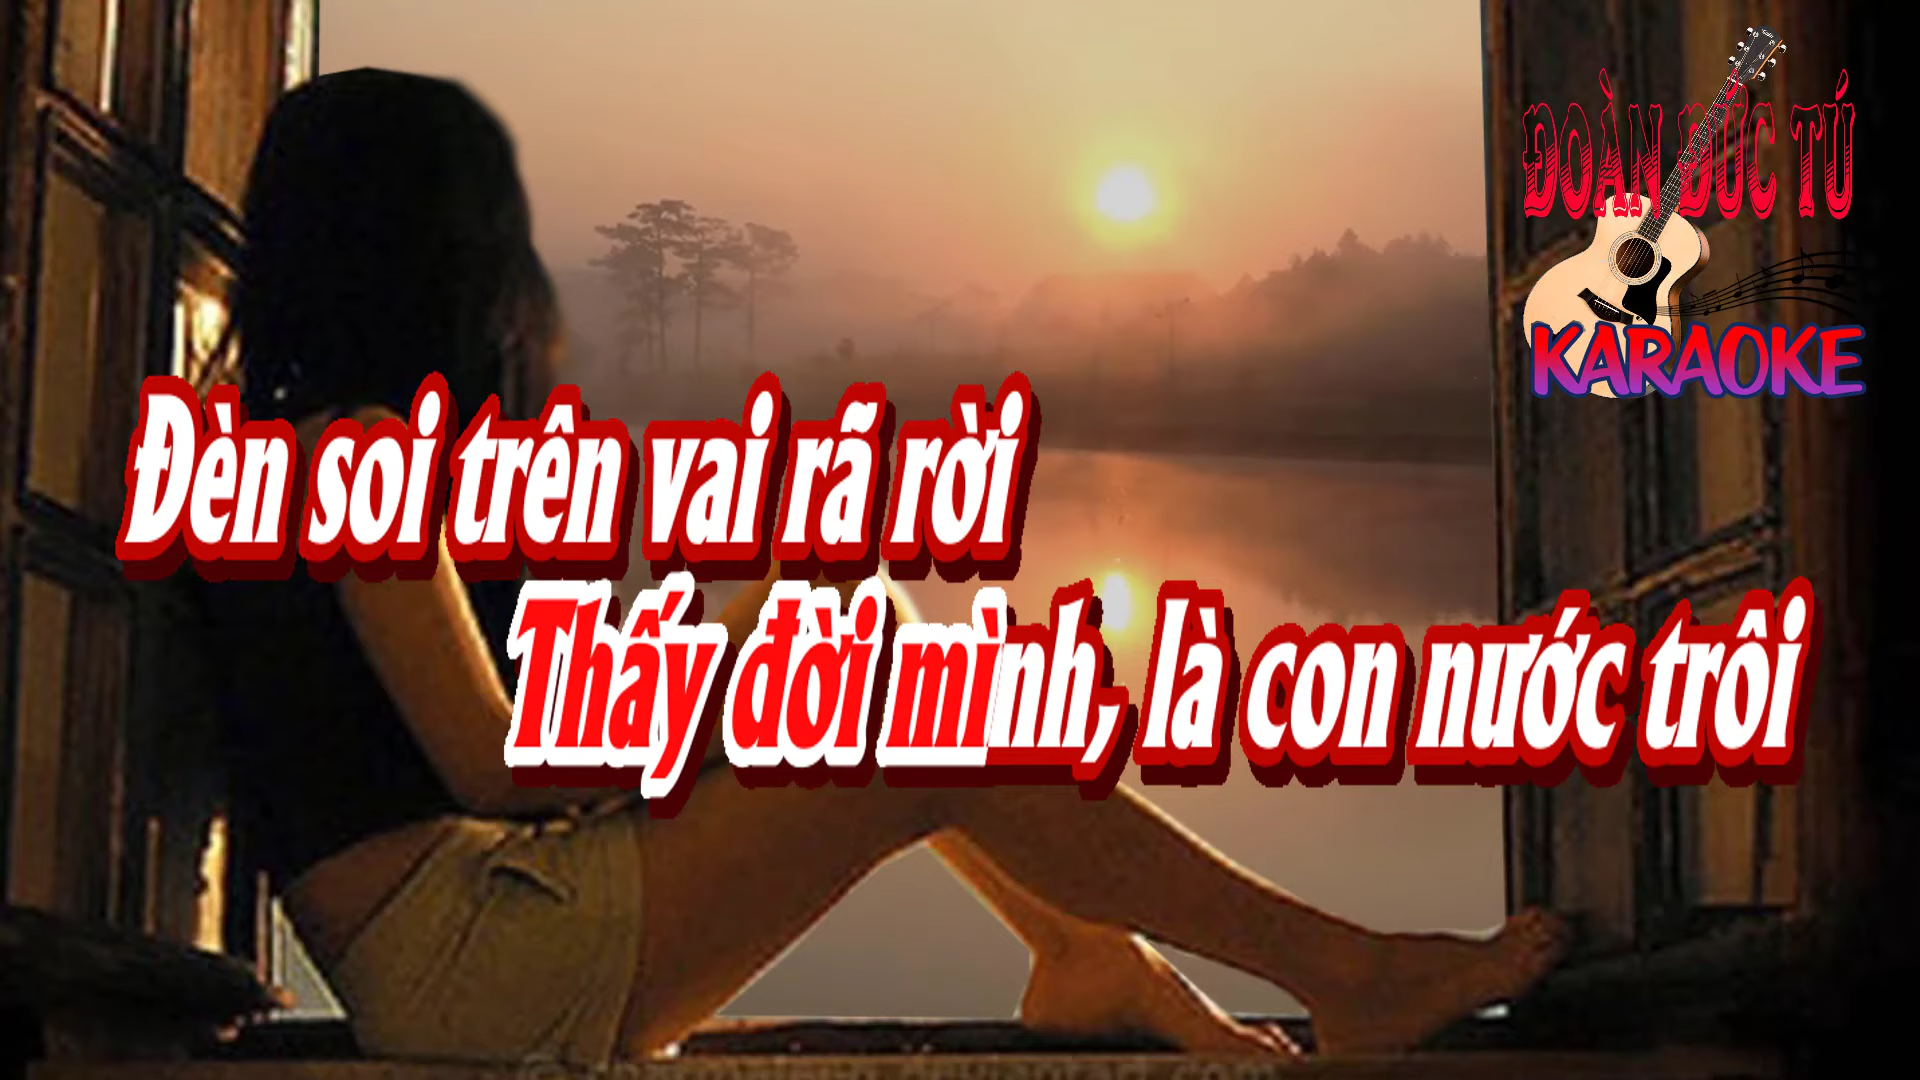 ĐOÀN ĐỨC TÚ
KARAOKE
Đèn soi trên vai rã rời
Thấy đời mình, là con nước trôi